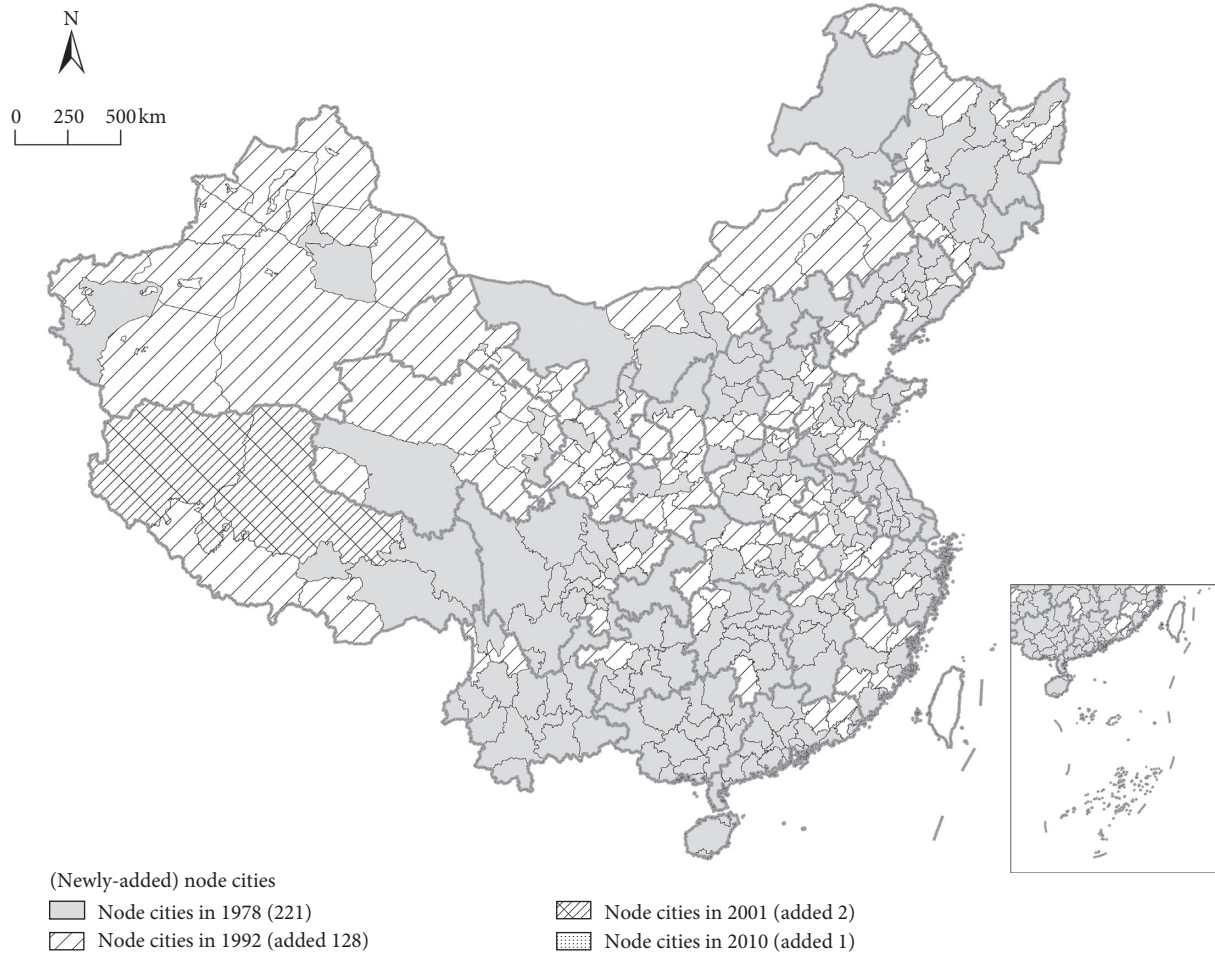 N
0 250 500 km
(Newly-added) node cities
Node cities in 1978 (221)
Node cities in 1992 (added 128)
Node cities in 2001 (added 2)
Node cities in 2010 (added 1)